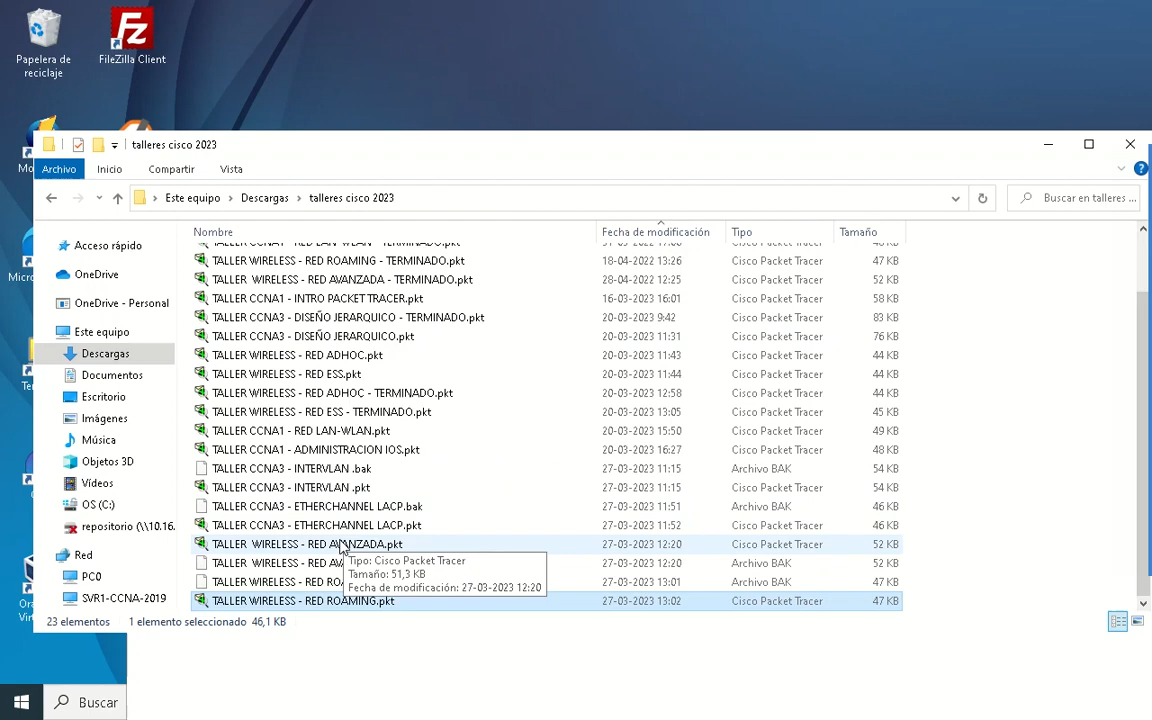 Papelera de
reciclaje
FileZilla Client
talleres cisco 2023
Archivo Inicio Compartir Vista
Este equipo > Descargas > talleres cisco 2023
Buscar en talleres ...
Nombre Fecha de modificación Tipo Tamaño
TALLER WIRELESS - RED ROAMING - TERMINADO.pkt 18-04-2022 13:26 Cisco Packet Tracer 47 KB
TALLER  WIRELESS - RED AVANZADA - TERMINADO.pkt 28-04-2022 12:25 Cisco Packet Tracer 52 KB
TALLER CCNA1 - INTRO PACKET TRACER.pkt 16-03-2023 16:01 Cisco Packet Tracer 58 KB
TALLER CCNA3 - DISEÑO JERARQUICO - TERMINADO.pkt 20-03-2023 9:42 Cisco Packet Tracer 83 KB
TALLER CCNA3 - DISEÑO JERARQUICO.pkt 20-03-2023 11:31 Cisco Packet Tracer 76 KB
TALLER WIRELESS - RED ADHOC.pkt 20-03-2023 11:43 Cisco Packet Tracer 44 KB
TALLER WIRELESS - RED ESS.pkt 20-03-2023 11:44 Cisco Packet Tracer 44 KB
TALLER WIRELESS - RED ADHOC - TERMINADO.pkt 20-03-2023 12:58 Cisco Packet Tracer 44 KB
TALLER WIRELESS - RED ESS - TERMINADO.pkt 20-03-2023 13:05 Cisco Packet Tracer 45 KB
TALLER CCNA1 - RED LAN-WLAN.pkt 20-03-2023 15:50 Cisco Packet Tracer 49 KB
TALLER CCNA1 - ADMINISTRACION IOS.pkt 20-03-2023 16:27 Cisco Packet Tracer 48 KB
TALLER CCNA3 - INTERVLAN .bak 27-03-2023 11:15 Archivo BAK 54 KB
TALLER CCNA3 - INTERVLAN .pkt 27-03-2023 11:15 Cisco Packet Tracer 54 KB
TALLER CCNA3 - ETHERCHANNEL LACP.bak 27-03-2023 11:51 Archivo BAK 46 KB
TALLER CCNA3 - ETHERCHANNEL LACP.pkt 27-03-2023 11:52 Cisco Packet Tracer 46 KB
TALLER  WIRELESS - RED AVANZADA.pkt 27-03-2023 12:20 Cisco Packet Tracer 52 KB
TALLER  WIRELESS - RED AV 27-03-2023 12:20 Archivo BAK 52 KB
TALLER WIRELESS - RED RO 27-03-2023 13:01 Archivo BAK 47 KB
TALLER WIRELESS - RED ROAMING.pkt 27-03-2023 13:02 Cisco Packet Tracer 47 KB
Tipo: Cisco Packet Tracer
Tamaño: 51,3 KB
Fecha de modificación: 27-03-2023 12:20
Acceso rápido
OneDrive
OneDrive - Personal
Este equipo
Descargas
Documentos
Escritorio
Imágenes
Música
Objetos 3D
Vídeos
OS (C:)
repositorio (\\10.16.
Red
PC0
SVR1-CCNA-2019
23 elementos 1 elemento seleccionado 46,1 KB
Buscar